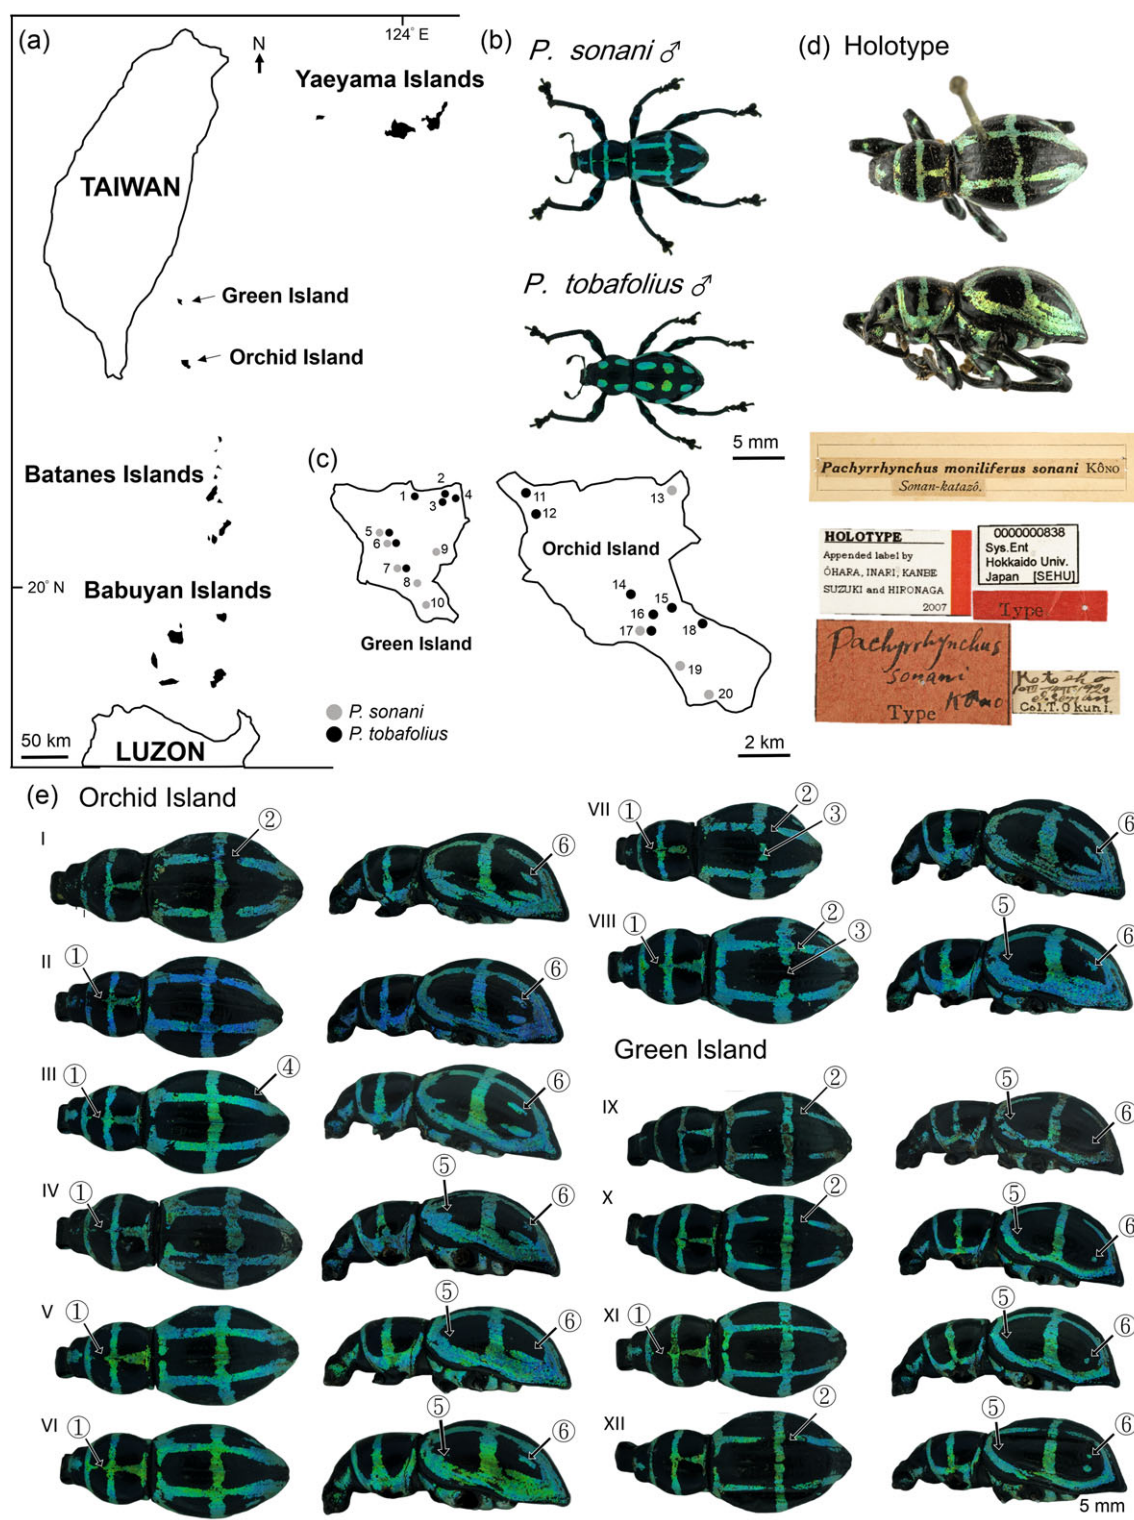 (a)
124° E
N
Yaeyama Islands
TAIWAN
Green Island
Orchid Island
Batanes Islands
20° N
Babuyan Islands
50 km
LUZON
(b)
P. sonani ♂
P. tobafolius ♂
5 mm
(c)
1
2
3
4
5
6
7
8
9
10
Green Island
11
12
13
Orchid Island
14
15
16
17
18
19
20
P. sonani
P. tobafolius
2 km
(d) Holotype
Pachyrrhynchus moniliferus sonani KÔNO
Sonan-katazô.
HOLOTYPE
Appended label by
ÔHARA, INARI, KANBE
SUZUKI and HIRONAGA
2007
0000000838
Sys.Ent
Hokkaido Univ.
Japan [SEHU]
Type
Pachyrrhynchus
sonani
Kôno
Type
Kotosho
1920
S. Sonan
Col.T.Okuni,
(e) Orchid Island
I ② ⑥
II ① ⑥
III ① ④ ⑥
IV ① ⑤ ⑥
V ① ⑤ ⑥
VI ① ⑤ ⑥
VII ① ② ③ ⑥
VIII ① ② ③ ⑤ ⑥
Green Island
IX ② ⑤ ⑥
X ② ⑤ ⑥
XI ① ⑤ ⑥
XII ② ⑤ ⑥
5 mm